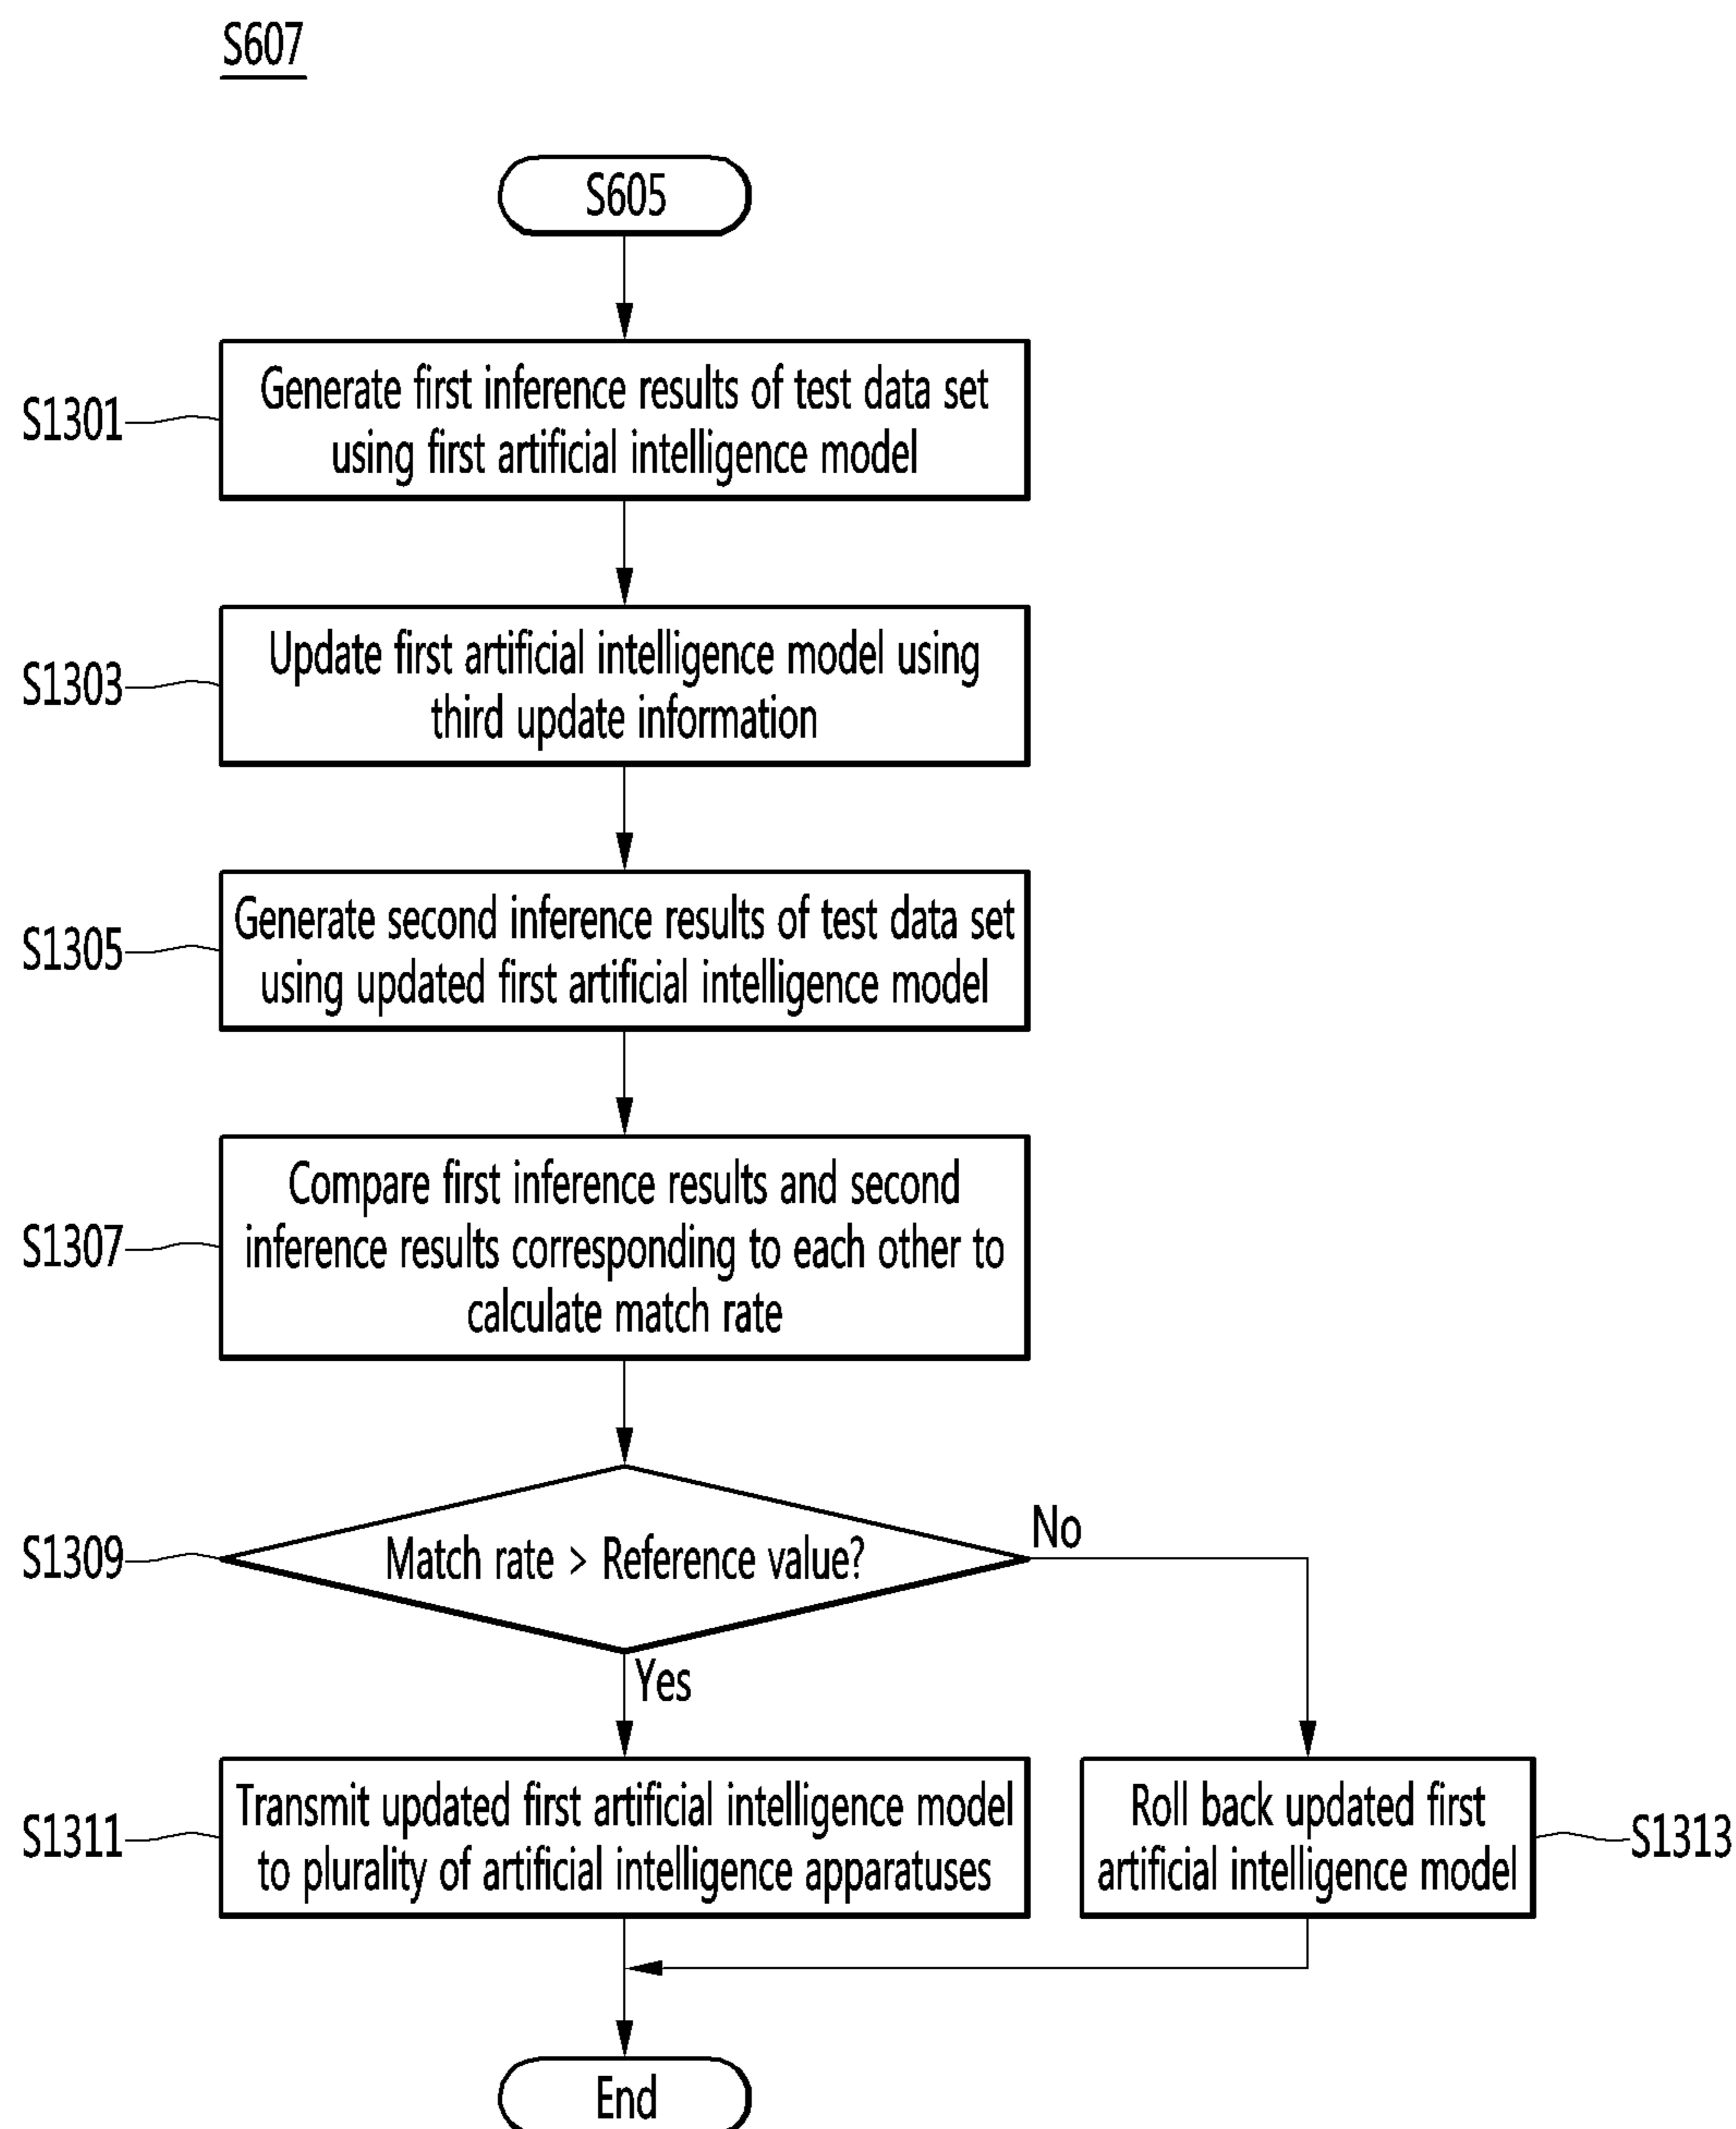 S607
S605
S1301
Generate first inference results of test data set
using first artificial intelligence model
S1303
Update first artificial intelligence model using
third update information
S1305
Generate second inference results of test data set
using updated first artificial intelligence model
S1307
Compare first inference results and second
inference results corresponding to each other to
calculate match rate
S1309
Match rate > Reference value?
No
Yes
S1311
Transmit updated first artificial intelligence model
to plurality of artificial intelligence apparatuses
Roll back updated first
artificial intelligence model
S1313
End